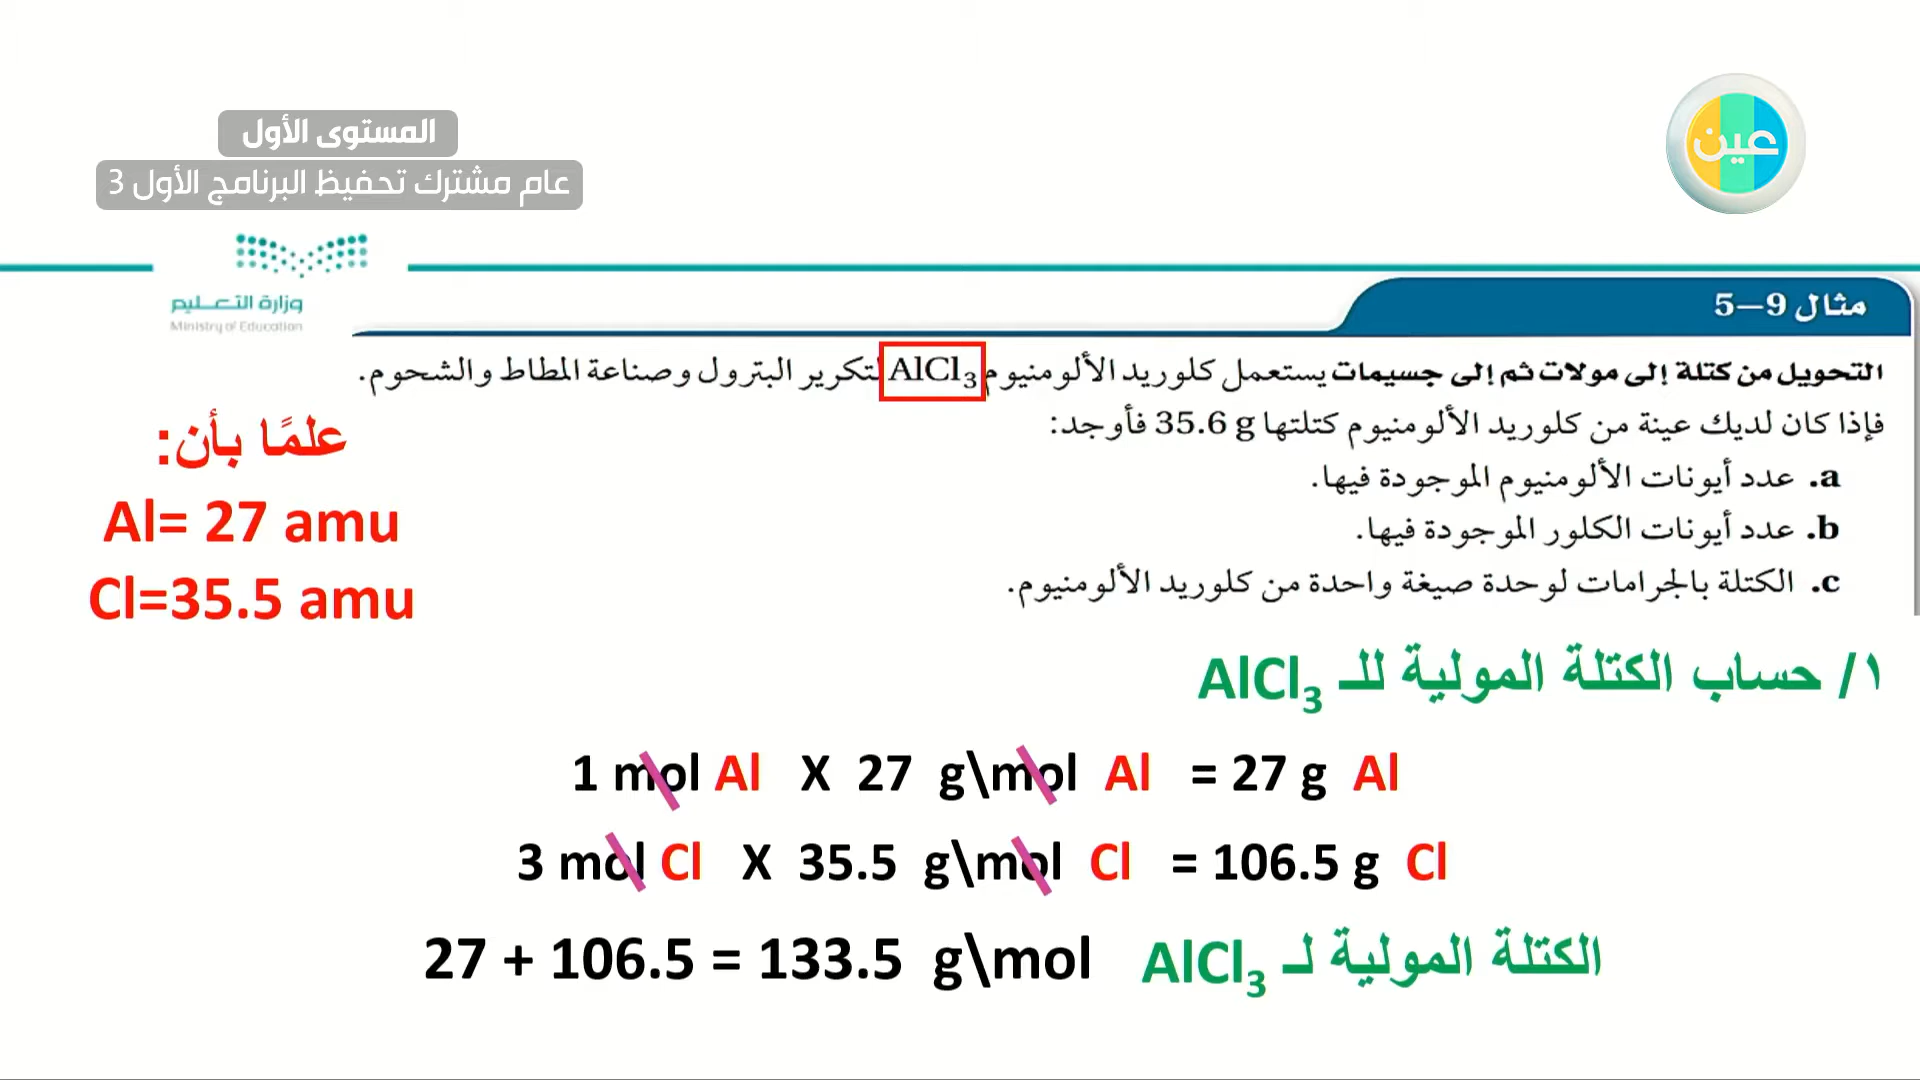 المستوى الأول
عام مشترك تحفيظ البرنامج الأول 3
عين
وزارة التعليم
Ministry of Education
مثال 9–5
التحويل من كتلة إلى مولات ثم إلى جسيمات يستعمل كلوريد الألومنيوم AlCl₃ لتكرير البترول وصناعة المطاط والشحوم.
فإذا كان لديك عينة من كلوريد الألومنيوم كتلتها 35.6 g فأوجد:
a. عدد أيونات الألومنيوم الموجودة فيها.
b. عدد أيونات الكلور الموجودة فيها.
c. الكتلة بالجرامات لوحدة صيغة واحدة من كلوريد الألومنيوم.
علمًا بأن:
Al= 27 amu
Cl=35.5 amu
١/ حساب الكتلة المولية للـ AlCl₃
1 mol Al X 27 g\mol Al = 27 g Al
3 mol Cl X 35.5 g\mol Cl = 106.5 g Cl
27 + 106.5 = 133.5 g\mol الكتلة المولية لـ AlCl₃